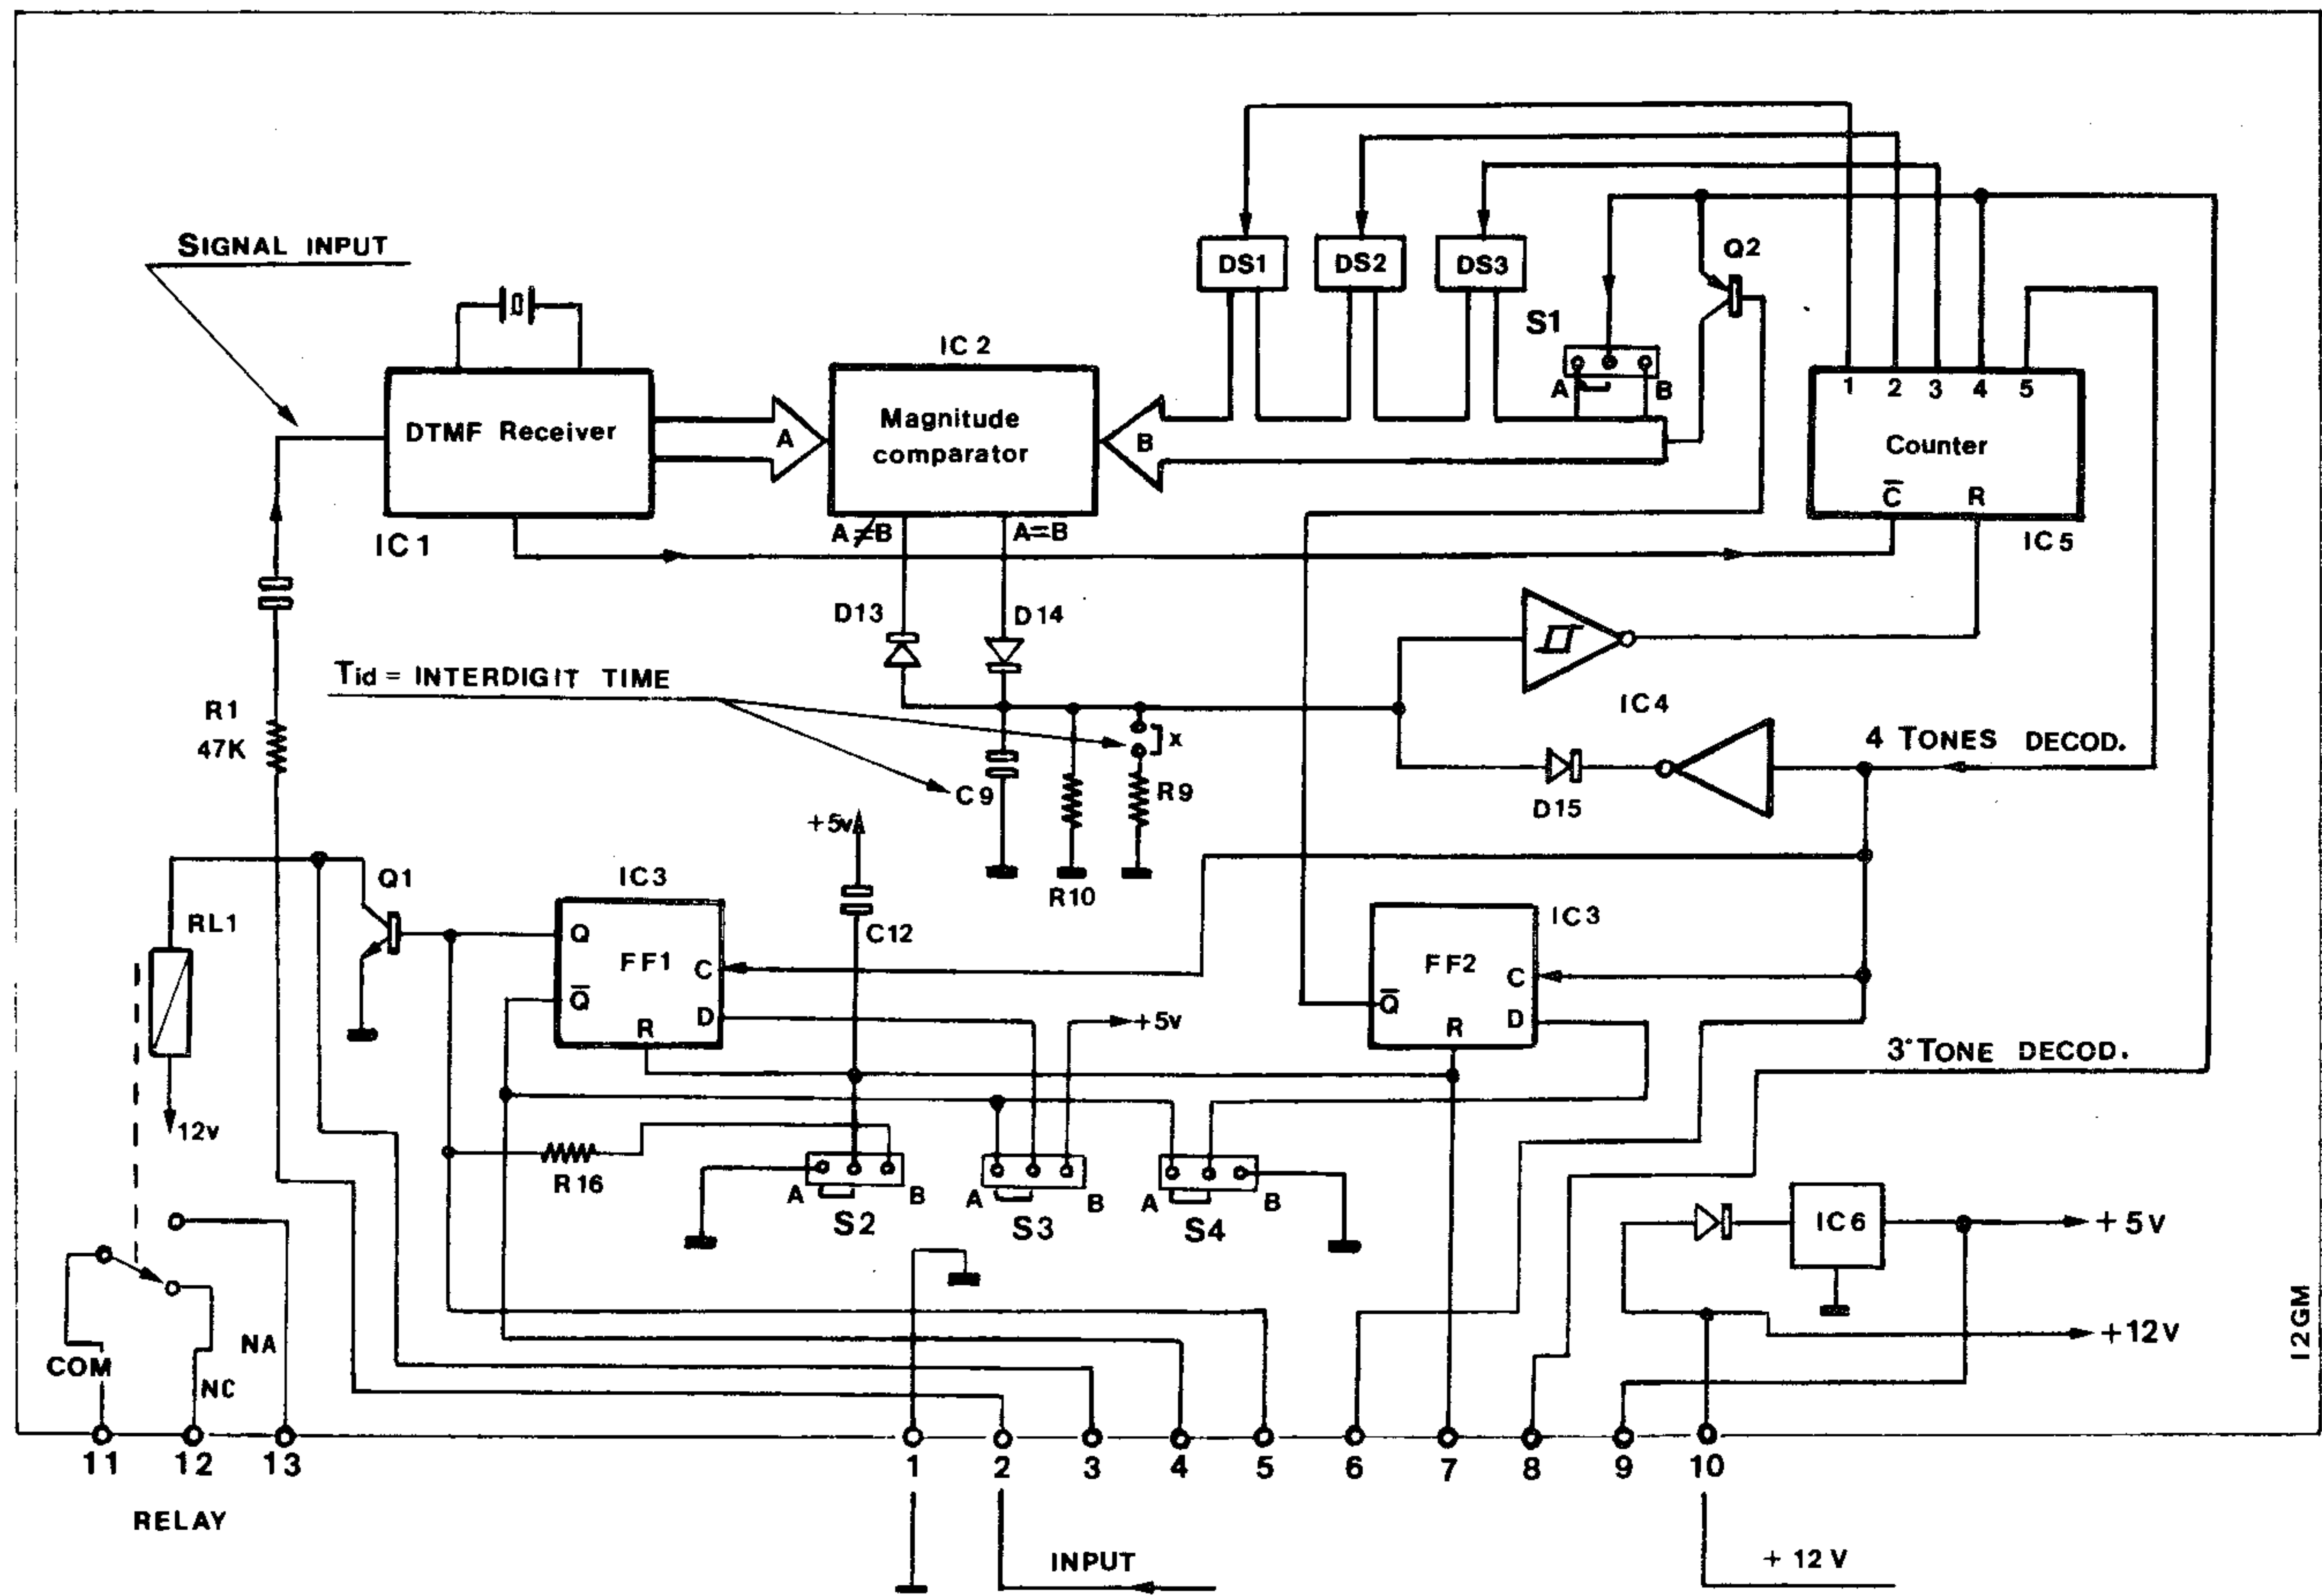 SIGNAL INPUT
DS1
DS2
DS3
Q2
S1
A
B
1 2 3 4 5
Counter
C̅
R
IC5
IC 2
Magnitude
comparator
A≠B
A=B
A
B
DTMF Receiver
IC1
D13
D14
Tid = INTERDIGIT TIME
R1
47K
IC4
x
4 TONES DECOD.
D15
C9
R9
R10
+5v
Q1
RL1
12v
IC3
Q
FF1
C
Q̅
R
D
C12
+5v
IC3
FF2
C
Q̅
R
D
3° TONE DECOD.
R16
A
B
S2
A
B
S3
A
B
S4
IC6
+5V
+12V
I2GM
COM
NC
NA
11
12
13
1
2
3
4
5
6
7
8
9
10
RELAY
INPUT
+ 12 V